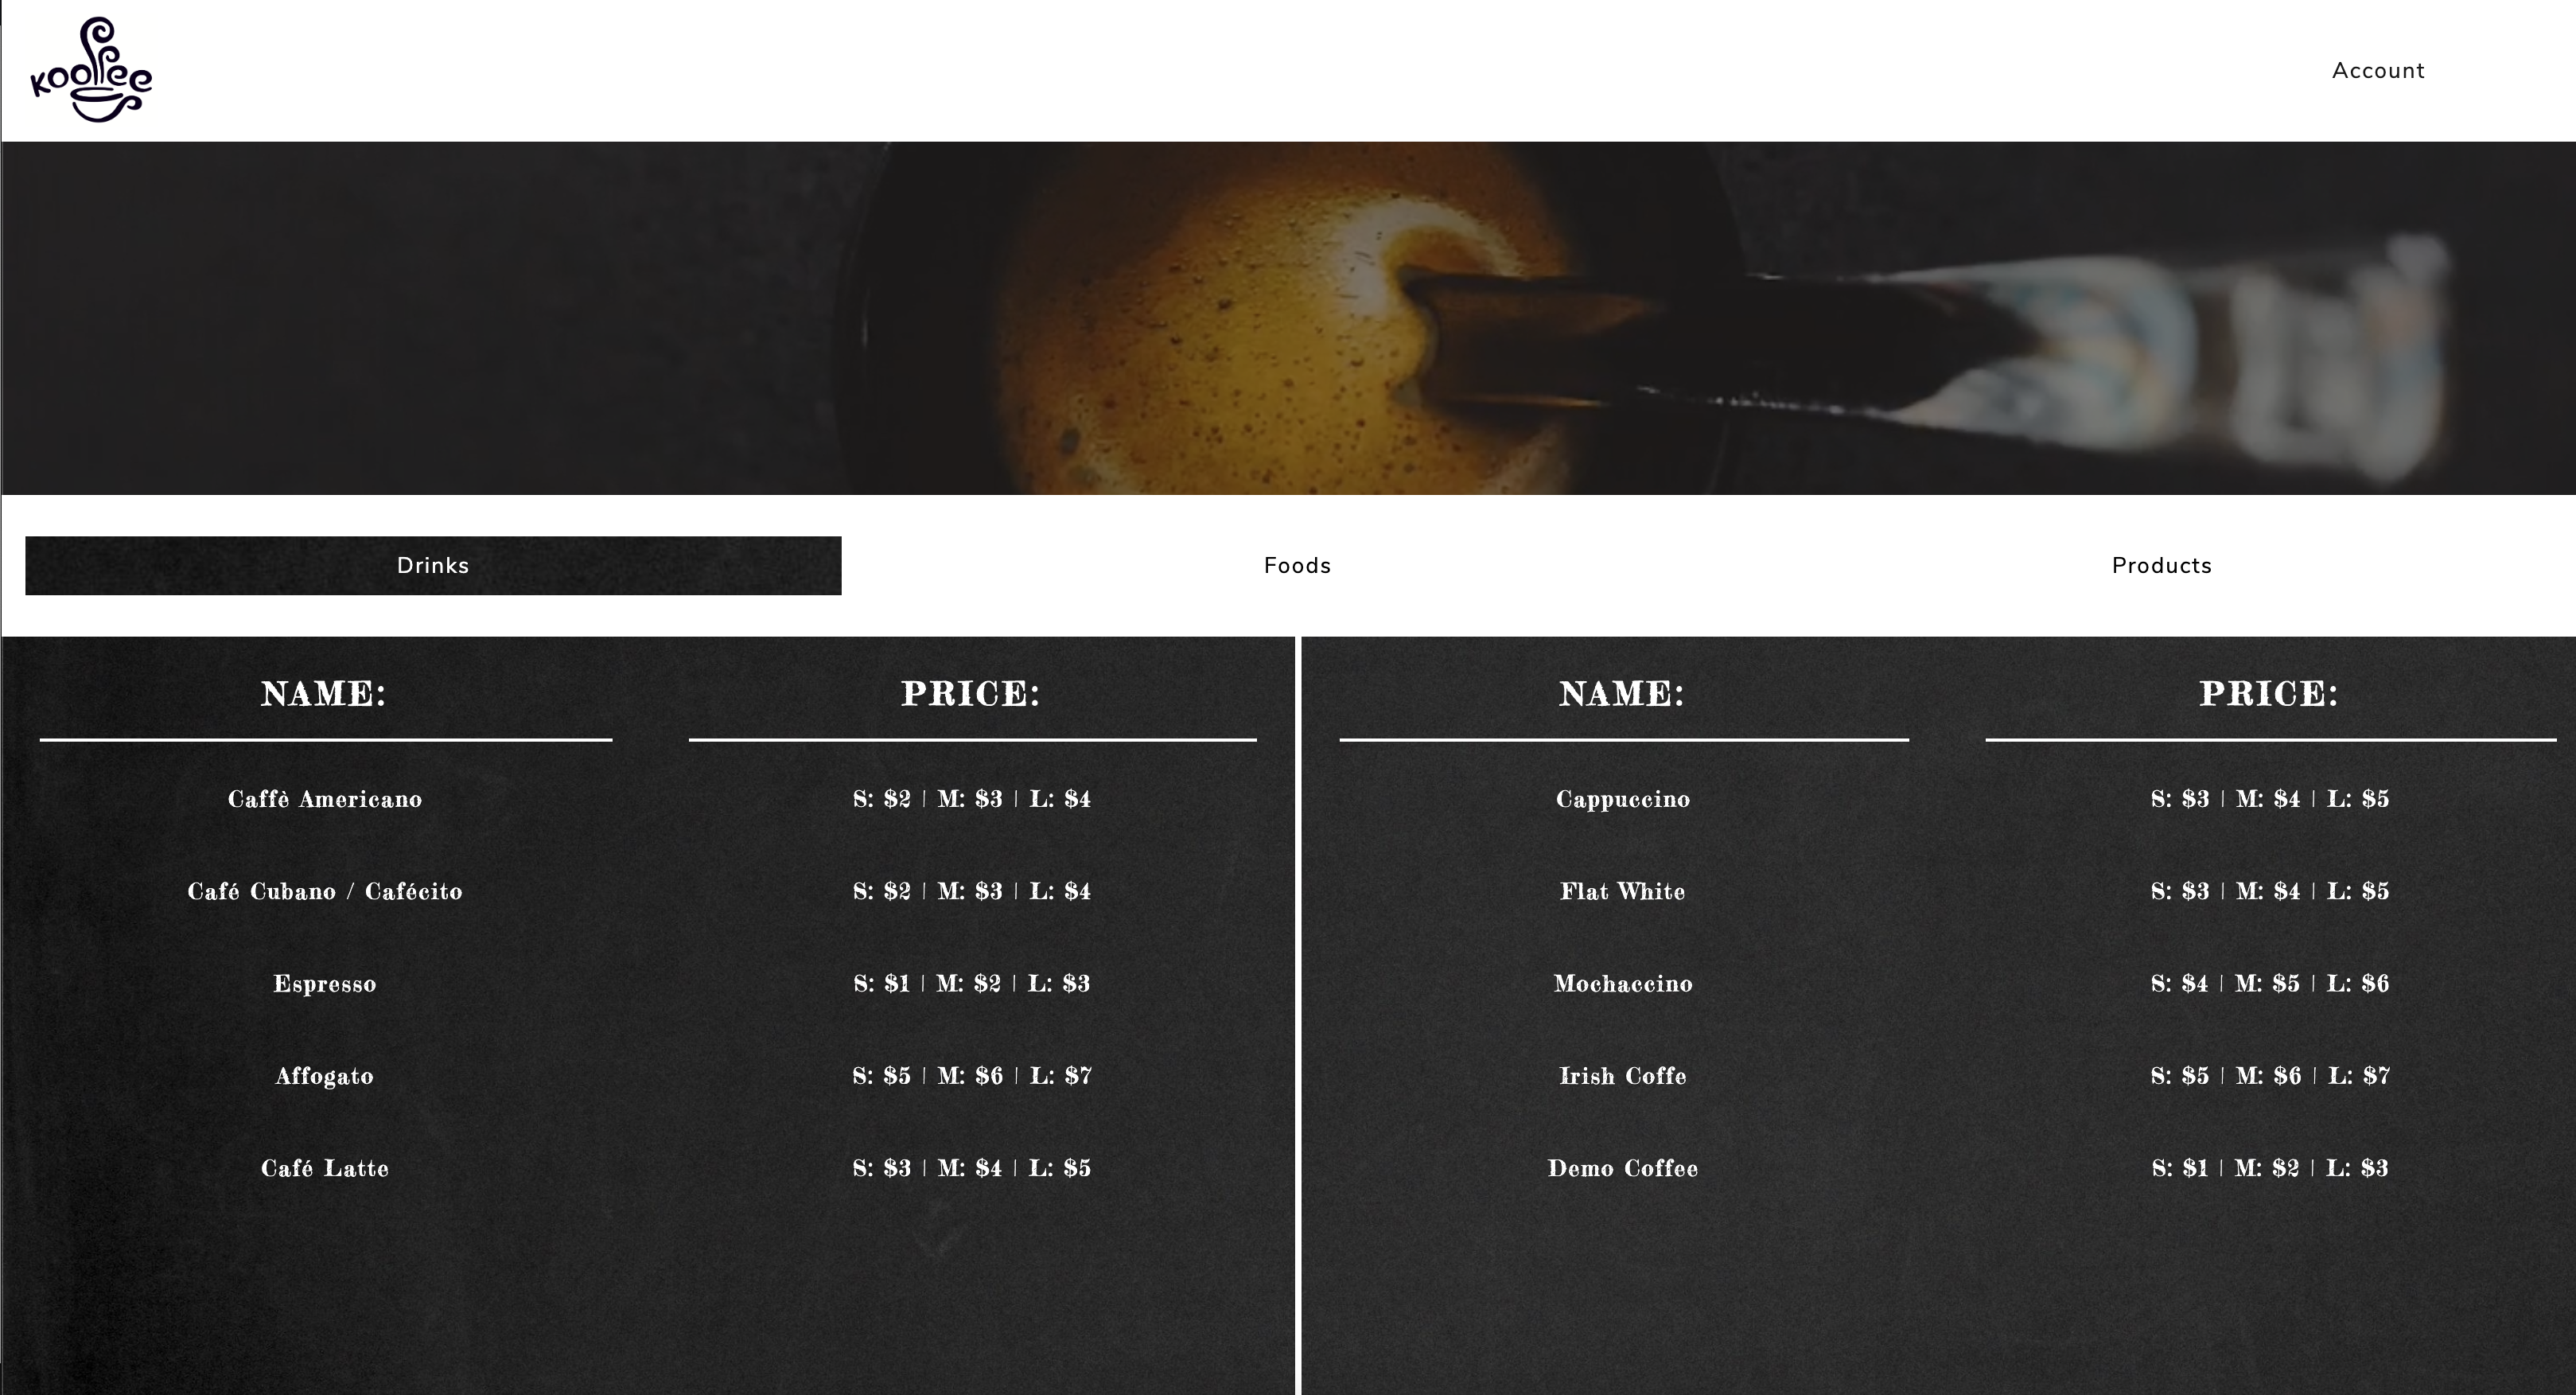 Kooffee
Account
Drinks
Foods
Products
NAME:
PRICE:
Caffè Americano
S: $2 | M: $3 | L: $4
Café Cubano / Cafécito
S: $2 | M: $3 | L: $4
Espresso
S: $1 | M: $2 | L: $3
Affogato
S: $5 | M: $6 | L: $7
Café Latte
S: $3 | M: $4 | L: $5
NAME:
PRICE:
Cappuccino
S: $3 | M: $4 | L: $5
Flat White
S: $3 | M: $4 | L: $5
Mochaccino
S: $4 | M: $5 | L: $6
Irish Coffe
S: $5 | M: $6 | L: $7
Demo Coffee
S: $1 | M: $2 | L: $3